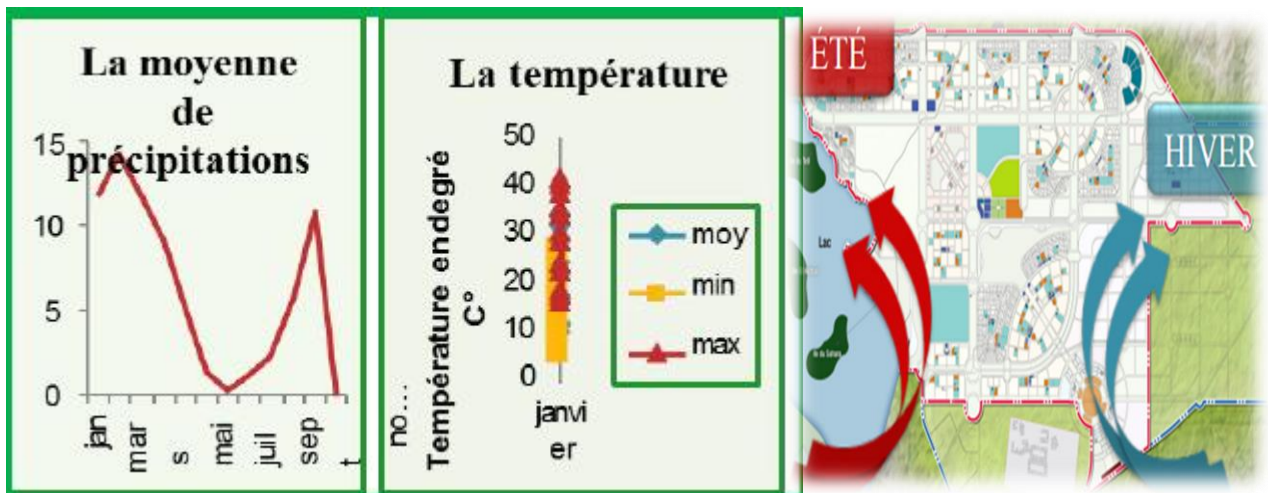 La moyenne
de
précipitations
15
10
5
0
jan
mar
s
mai
juil
sep
t
no...
La température
Température endegré
C°
50
40
30
20
10
0
janvi
er
moy
min
max
ÉTÉ
HIVER
Lac